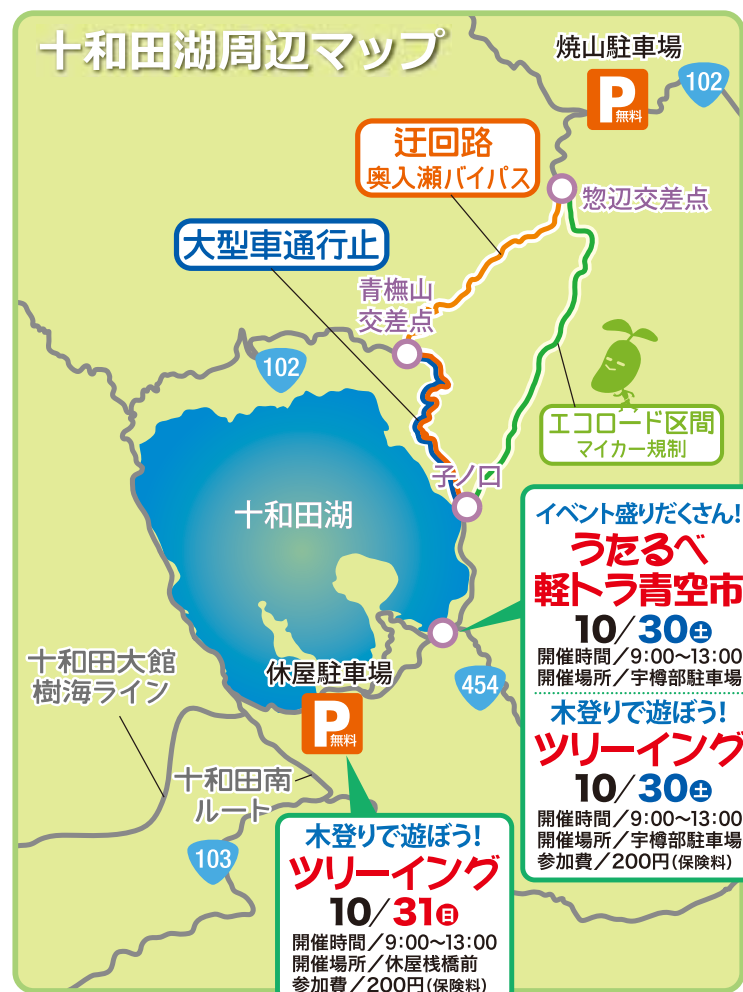 十和田湖周辺マップ
焼山駐車場
P
無料
102
迂回路
奥入瀬バイパス
惣辺交差点
大型車通行止
青橅山
交差点
102
エコロード区間
マイカー規制
子ノ口
十和田湖
イベント盛りだくさん!
うたるべ
軽トラ青空市
10/30土
開催時間/9:00~13:00
開催場所/宇樽部駐車場
木登りで遊ぼう!
ツリーイング
10/30土
開催時間/9:00~13:00
開催場所/宇樽部駐車場
参加費/200円(保険料)
454
十和田大館
樹海ライン
休屋駐車場
P
無料
十和田南
ルート
103
木登りで遊ぼう!
ツリーイング
10/31日
開催時間/9:00~13:00
開催場所/休屋桟橋前
参加費/200円(保険料)